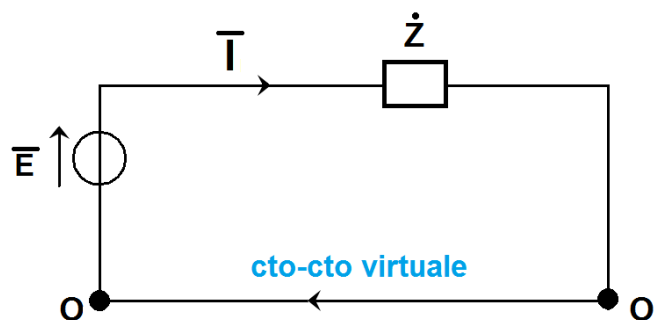 I̅
Ż
E̅
cto-cto virtuale
O
O